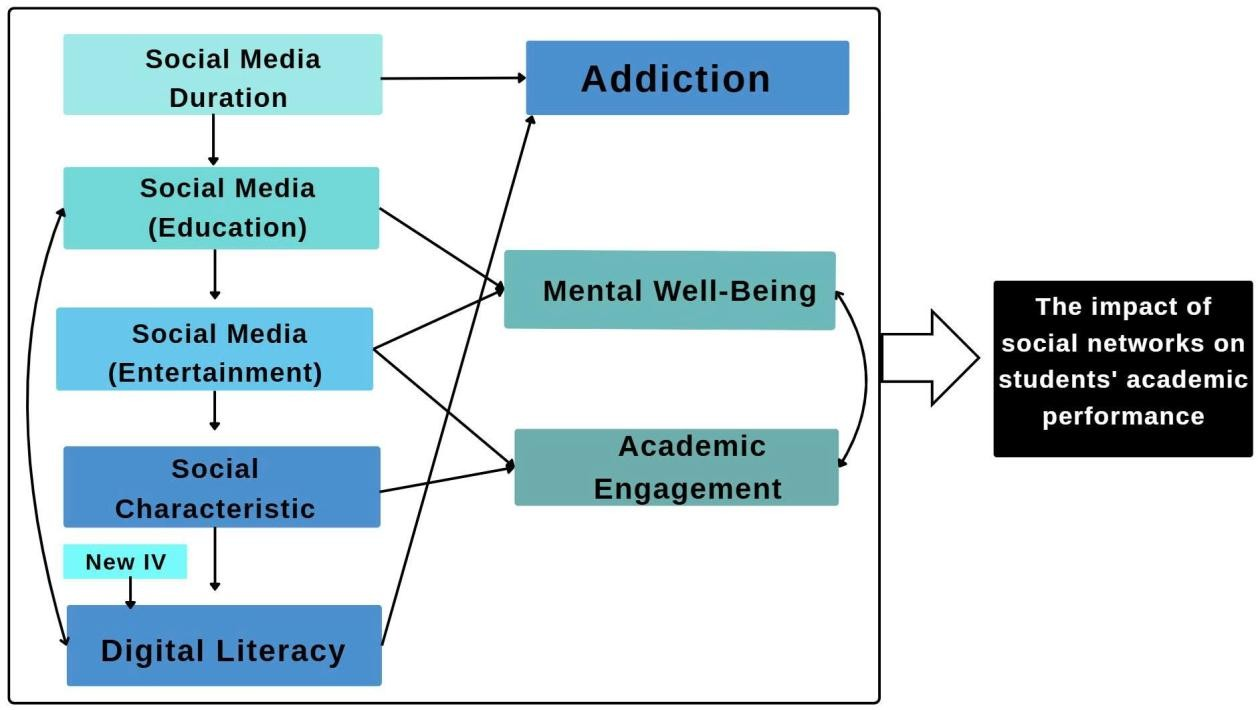 Social Media
Duration
Addiction
Social Media
(Education)
Mental Well-Being
Social Media
(Entertainment)
Social
Characteristic
Academic
Engagement
New IV
Digital Literacy
The impact of
social networks on
students' academic
performance